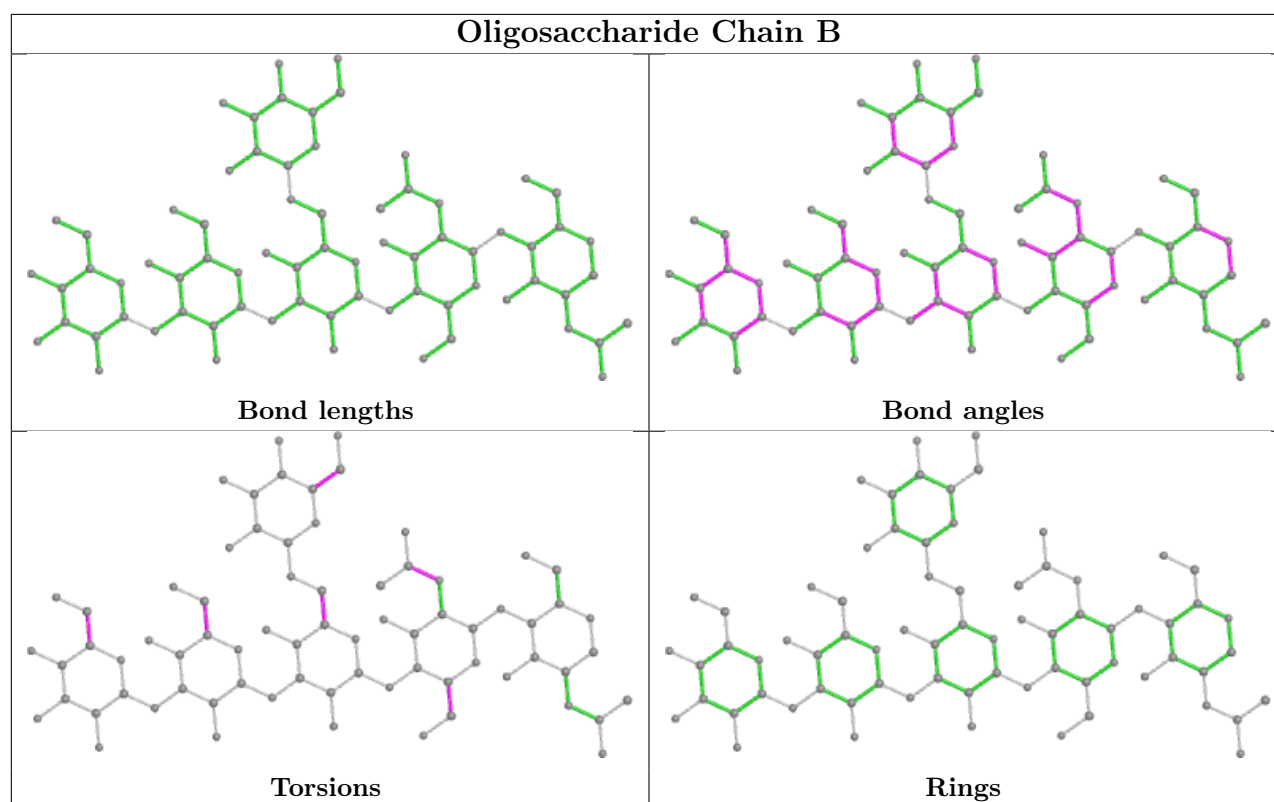 Oligosaccharide Chain B
Bond lengths
Bond angles
Torsions
Rings